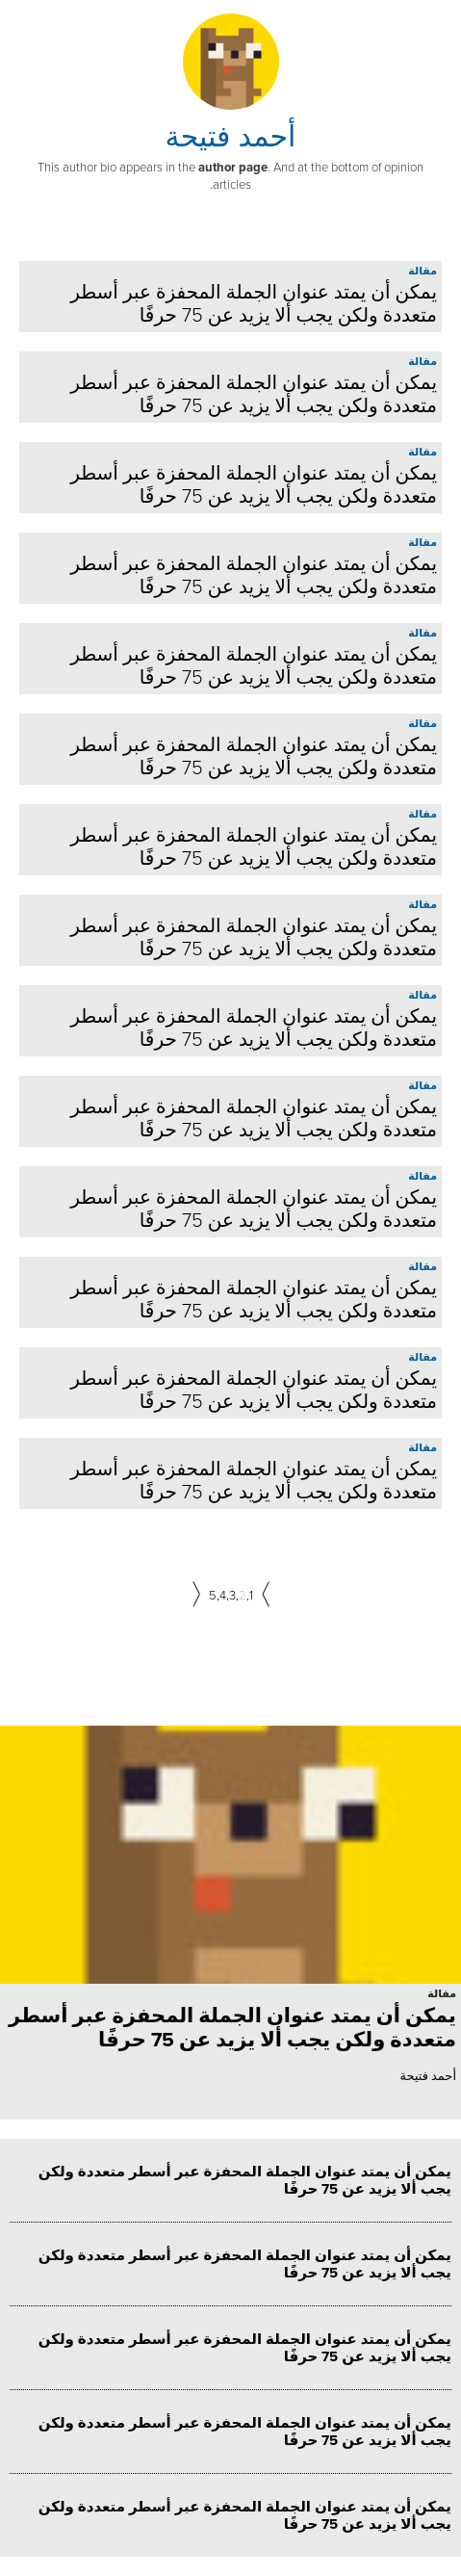 أحمد فتيحة
This author bio appears in the author page. And at the bottom of opinion
.articles
مقالة
يمكن أن يمتد عنوان الجملة المحفزة عبر أسطر
متعددة ولكن يجب ألا يزيد عن 75 حرفًا
مقالة
يمكن أن يمتد عنوان الجملة المحفزة عبر أسطر
متعددة ولكن يجب ألا يزيد عن 75 حرفًا
مقالة
يمكن أن يمتد عنوان الجملة المحفزة عبر أسطر
متعددة ولكن يجب ألا يزيد عن 75 حرفًا
مقالة
يمكن أن يمتد عنوان الجملة المحفزة عبر أسطر
متعددة ولكن يجب ألا يزيد عن 75 حرفًا
مقالة
يمكن أن يمتد عنوان الجملة المحفزة عبر أسطر
متعددة ولكن يجب ألا يزيد عن 75 حرفًا
مقالة
يمكن أن يمتد عنوان الجملة المحفزة عبر أسطر
متعددة ولكن يجب ألا يزيد عن 75 حرفًا
مقالة
يمكن أن يمتد عنوان الجملة المحفزة عبر أسطر
متعددة ولكن يجب ألا يزيد عن 75 حرفًا
مقالة
يمكن أن يمتد عنوان الجملة المحفزة عبر أسطر
متعددة ولكن يجب ألا يزيد عن 75 حرفًا
مقالة
يمكن أن يمتد عنوان الجملة المحفزة عبر أسطر
متعددة ولكن يجب ألا يزيد عن 75 حرفًا
مقالة
يمكن أن يمتد عنوان الجملة المحفزة عبر أسطر
متعددة ولكن يجب ألا يزيد عن 75 حرفًا
مقالة
يمكن أن يمتد عنوان الجملة المحفزة عبر أسطر
متعددة ولكن يجب ألا يزيد عن 75 حرفًا
مقالة
يمكن أن يمتد عنوان الجملة المحفزة عبر أسطر
متعددة ولكن يجب ألا يزيد عن 75 حرفًا
مقالة
يمكن أن يمتد عنوان الجملة المحفزة عبر أسطر
متعددة ولكن يجب ألا يزيد عن 75 حرفًا
مقالة
يمكن أن يمتد عنوان الجملة المحفزة عبر أسطر
متعددة ولكن يجب ألا يزيد عن 75 حرفًا
5,4,3,2,1
مقالة
يمكن أن يمتد عنوان الجملة المحفزة عبر أسطر
متعددة ولكن يجب ألا يزيد عن 75 حرفًا
أحمد فتيحة
يمكن أن يمتد عنوان الجملة المحفزة عبر أسطر متعددة ولكن
يجب ألا يزيد عن 75 حرفًا
يمكن أن يمتد عنوان الجملة المحفزة عبر أسطر متعددة ولكن
يجب ألا يزيد عن 75 حرفًا
يمكن أن يمتد عنوان الجملة المحفزة عبر أسطر متعددة ولكن
يجب ألا يزيد عن 75 حرفًا
يمكن أن يمتد عنوان الجملة المحفزة عبر أسطر متعددة ولكن
يجب ألا يزيد عن 75 حرفًا
يمكن أن يمتد عنوان الجملة المحفزة عبر أسطر متعددة ولكن
يجب ألا يزيد عن 75 حرفًا